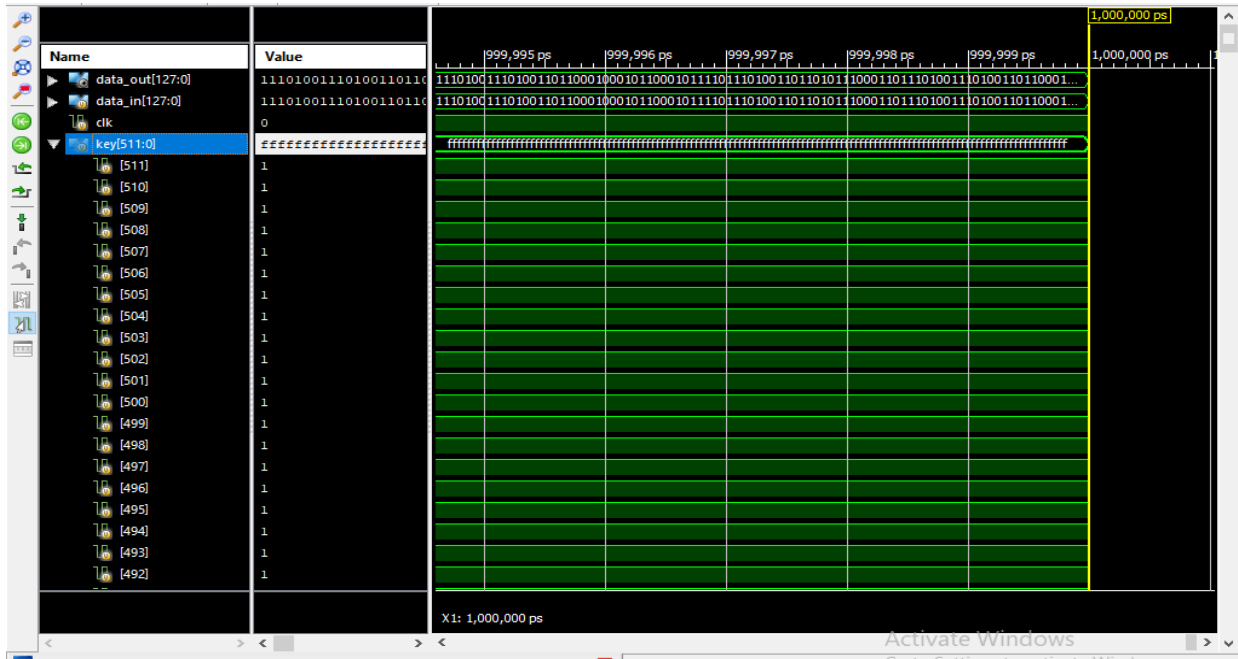 1,000,000 ps
Name Value 999,995 ps 999,996 ps 999,997 ps 999,998 ps 999,999 ps 1,000,000 ps
data_out[127:0]
data_in[127:0]
clk 0
key[511:0]
[511] 1
[510] 1
[509] 1
[508] 1
[507] 1
[506] 1
[505] 1
[504] 1
[503] 1
[502] 1
[501] 1
[500] 1
[499] 1
[498] 1
[497] 1
[496] 1
[495] 1
[494] 1
[493] 1
[492] 1
X1: 1,000,000 ps
Activate Windows